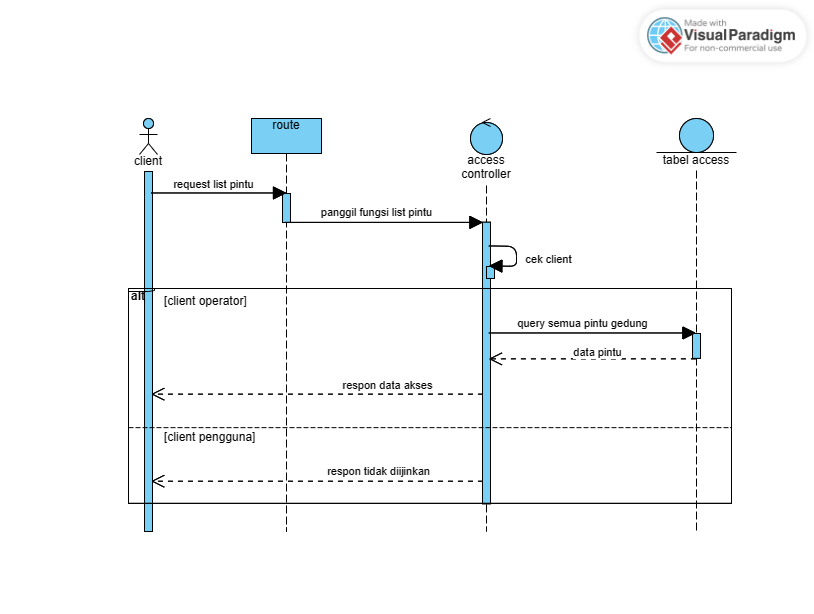 Made with
VisualParadigm
For non-commercial use
client
route
access
controller
tabel access
request list pintu
panggil fungsi list pintu
cek client
alt
[client operator]
query semua pintu gedung
data pintu
respon data akses
[client pengguna]
respon tidak diijinkan